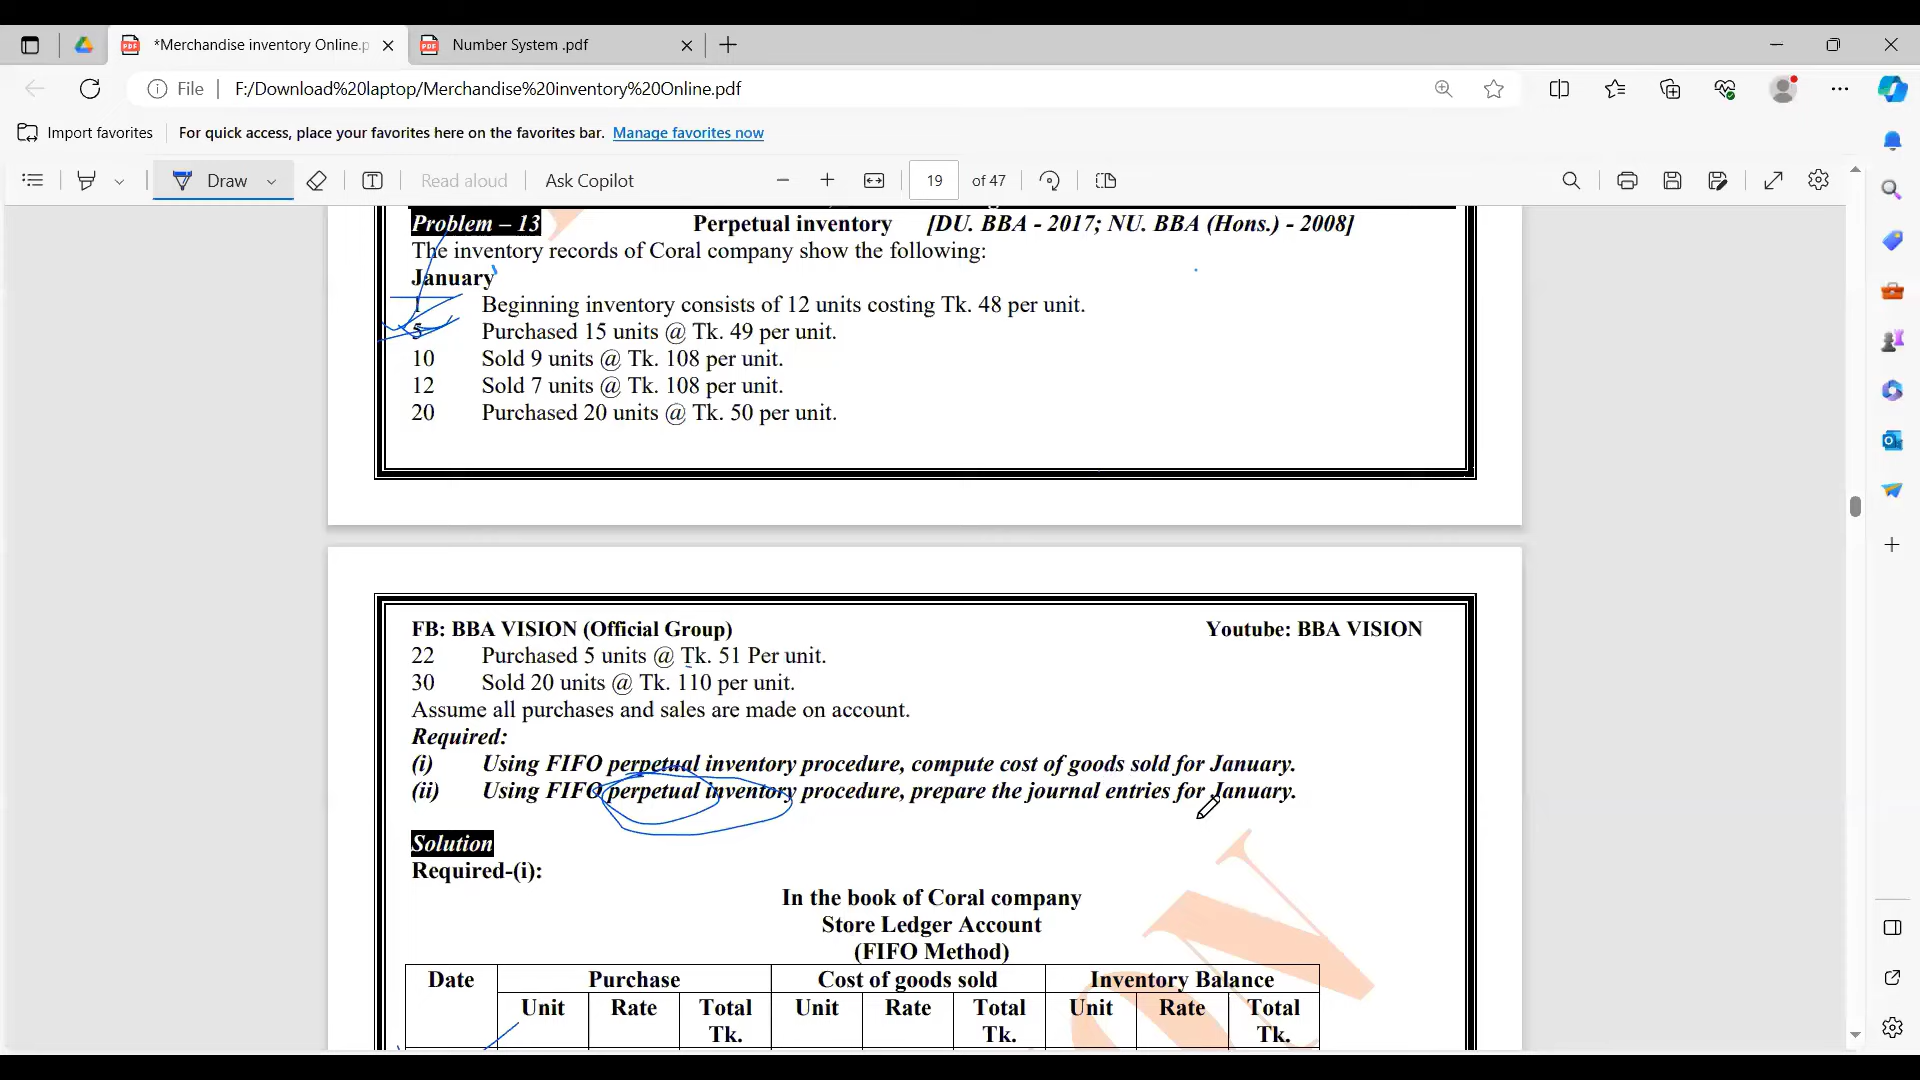 *Merchandise inventory Online.p
Number System .pdf
File
F:/Download%20laptop/Merchandise%20inventory%20Online.pdf
Import favorites
For quick access, place your favorites here on the favorites bar. Manage favorites now
Draw
Read aloud
Ask Copilot
19 of 47
Problem – 13 Perpetual inventory [DU. BBA - 2017; NU. BBA (Hons.) - 2008]
The inventory records of Coral company show the following:
January
1 Beginning inventory consists of 12 units costing Tk. 48 per unit.
5 Purchased 15 units @ Tk. 49 per unit.
10 Sold 9 units @ Tk. 108 per unit.
12 Sold 7 units @ Tk. 108 per unit.
20 Purchased 20 units @ Tk. 50 per unit.
FB: BBA VISION (Official Group) Youtube: BBA VISION
22 Purchased 5 units @ Tk. 51 Per unit.
30 Sold 20 units @ Tk. 110 per unit.
Assume all purchases and sales are made on account.
Required:
(i) Using FIFO perpetual inventory procedure, compute cost of goods sold for January.
(ii) Using FIFO perpetual inventory procedure, prepare the journal entries for January.
Solution
Required-(i):
In the book of Coral company
Store Ledger Account
(FIFO Method)
Date Purchase Cost of goods sold Inventory Balance
Unit Rate Total Unit Rate Total Unit Rate Total
Tk. Tk. Tk.